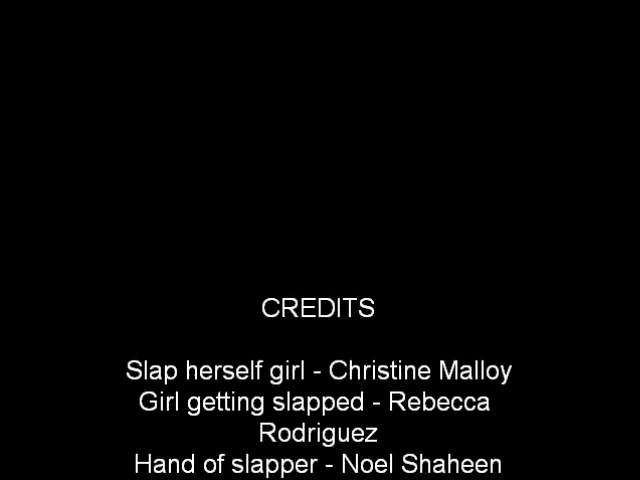 CREDITS
Slap herself girl - Christine Malloy
Girl getting slapped - Rebecca
Rodriguez
Hand of slapper - Noel Shaheen